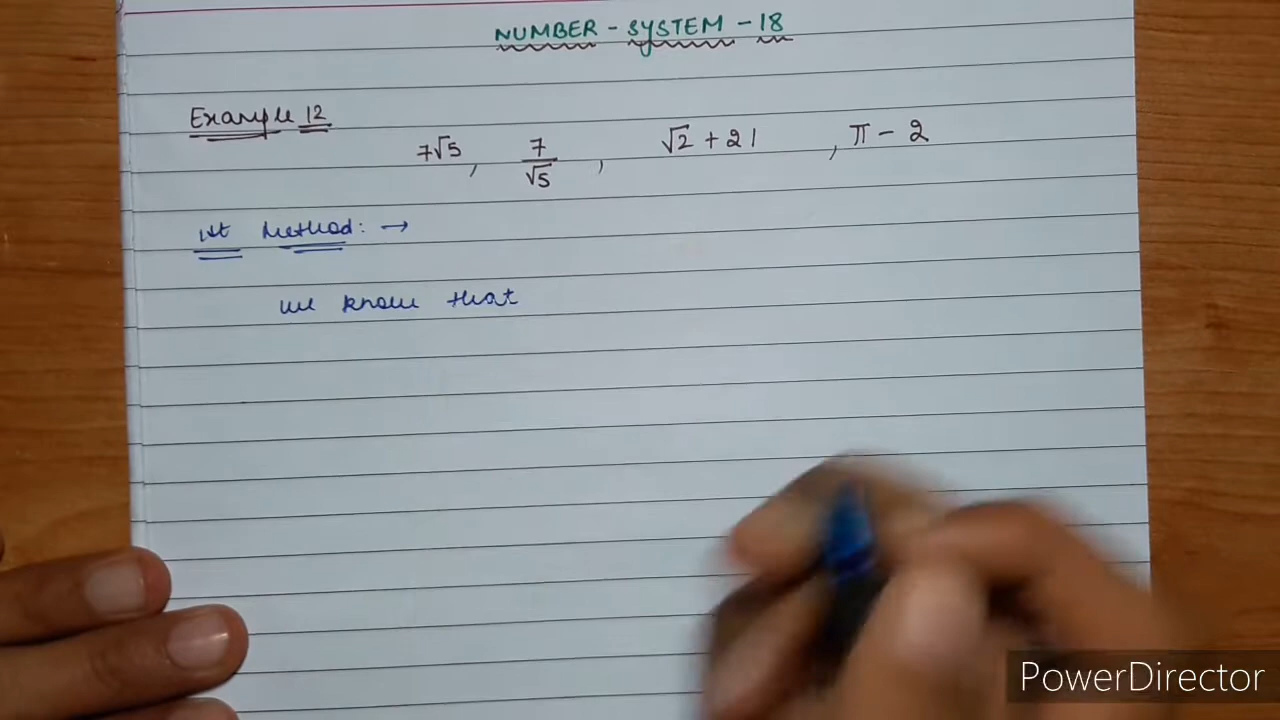 NUMBER - SYSTEM - 18
Example 12
7√5, 7/√5, √2 + 21, π - 2
1st Method: →
we know that
PowerDirector